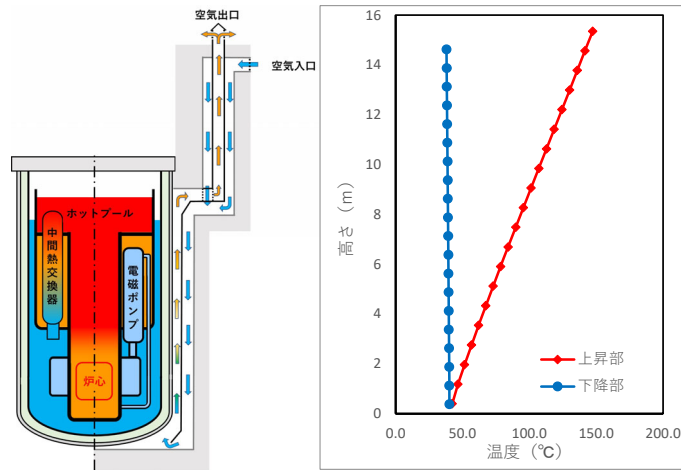 空気出口
空気入口
ホットプール
中間熱交換器
電磁ポンプ
炉心
高さ（m）
16
14
12
10
8
6
4
2
0
0.0
50.0
100.0
150.0
200.0
温度（℃）
上昇部
下降部